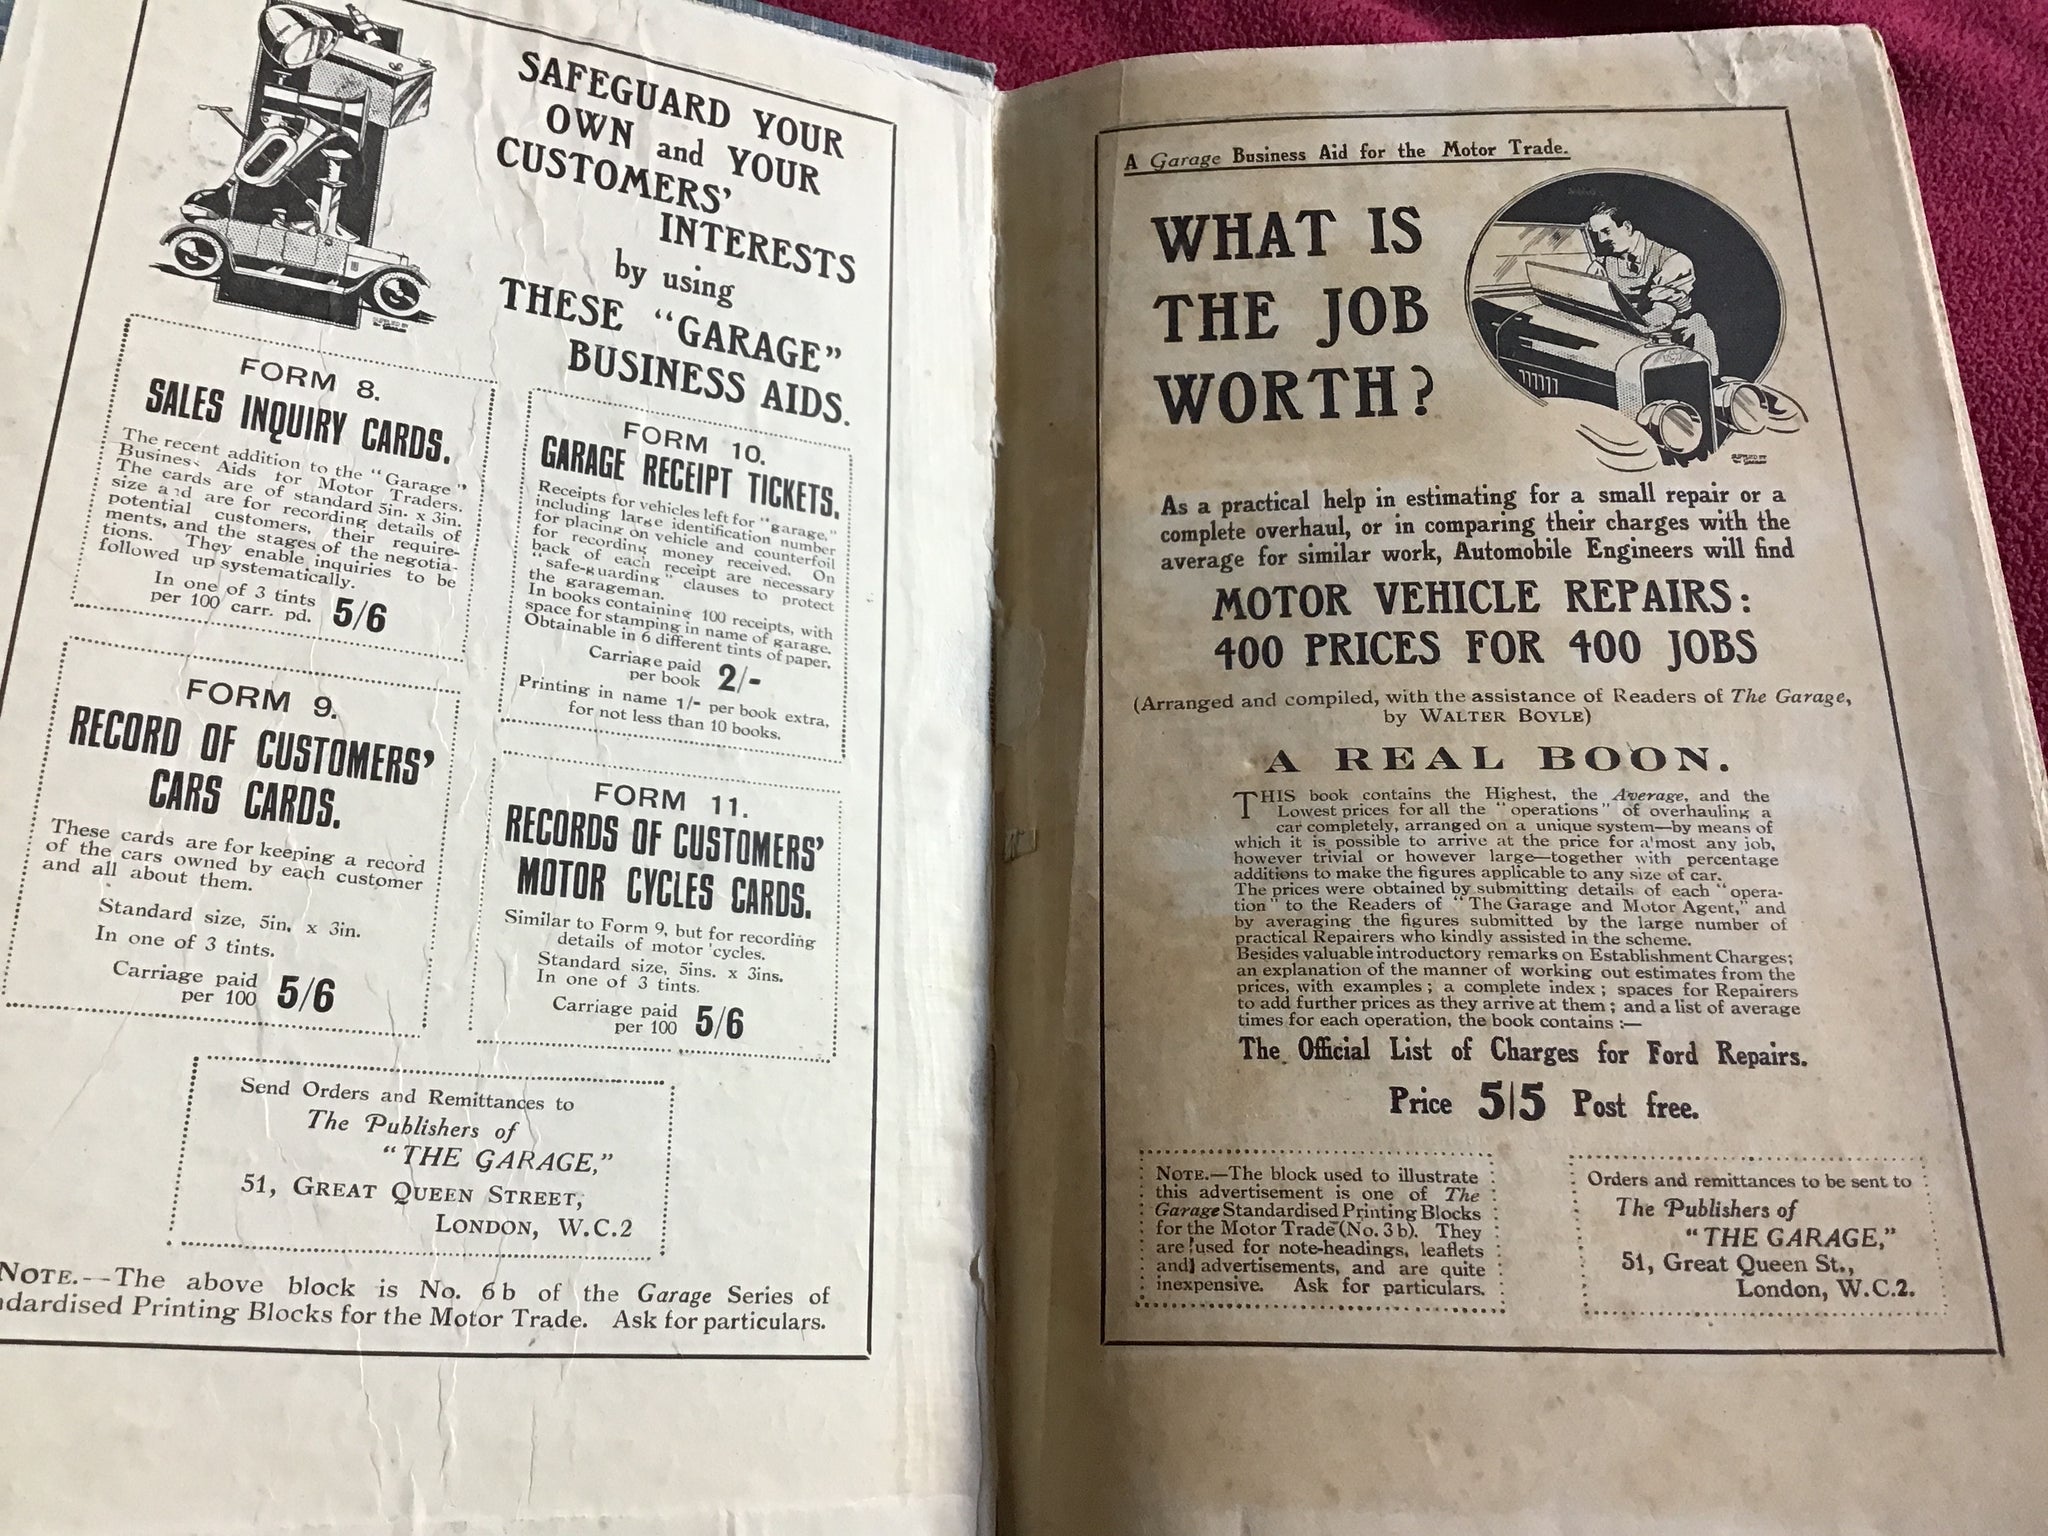 SAFEGUARD YOUR
OWN and YOUR
CUSTOMERS'
INTERESTS
by using
THESE "GARAGE"
BUSINESS AIDS.
SUPPLIED BY
FORM 8.
SALES INQUIRY CARDS.
The recent addition to the "Garage"
Business Aids for Motor Traders.
The cards are of standard 5in. x 3in.
size and are for recording details of
potential customers, their require-
ments, and the stages of the negotia-
tions. They enable inquiries to be
followed up systematically.
In one of 3 tints
per 100 carr. pd. 5/6
FORM 9.
RECORD OF CUSTOMERS'
CARS CARDS.
These cards are for keeping a record
of the cars owned by each customer
and all about them.
Standard size, 5in. x 3in.
In one of 3 tints.
Carriage paid
per 100 5/6
FORM 10.
GARAGE RECEIPT TICKETS.
Receipts for vehicles left for "garage,"
including large identification number
for placing on vehicle and counterfoil
for recording money received. On
back of each receipt are necessary
"safe-guarding" clauses to protect
the garageman.
In books containing 100 receipts, with
space for stamping in name of garage.
Obtainable in 6 different tints of paper.
Carriage paid
per book 2/-
Printing in name 1/- per book extra,
for not less than 10 books.
FORM 11.
RECORDS OF CUSTOMERS'
MOTOR CYCLES CARDS.
Similar to Form 9, but for recording
details of motor cycles.
Standard size, 5ins. x 3ins.
In one of 3 tints.
Carriage paid
per 100 5/6
Send Orders and Remittances to
The Publishers of
"THE GARAGE,"
51, GREAT QUEEN STREET,
LONDON, W.C.2
NOTE.--The above block is No. 6b of the Garage Series of
ndardised Printing Blocks for the Motor Trade. Ask for particulars.
A Garage Business Aid for the Motor Trade.
WHAT IS
THE JOB
WORTH?
SUPPLIED BY
As a practical help in estimating for a small repair or a
complete overhaul, or in comparing their charges with the
average for similar work, Automobile Engineers will find
MOTOR VEHICLE REPAIRS:
400 PRICES FOR 400 JOBS
(Arranged and compiled, with the assistance of Readers of The Garage,
by WALTER BOYLE)
A REAL BOON.
THIS book contains the Highest, the Average, and the
Lowest prices for all the "operations" of overhauling a
car completely, arranged on a unique system—by means of
which it is possible to arrive at the price for almost any job,
however trivial or however large—together with percentage
additions to make the figures applicable to any size of car.
The prices were obtained by submitting details of each "opera-
tion" to the Readers of "The Garage and Motor Agent," and
by averaging the figures submitted by the large number of
practical Repairers who kindly assisted in the scheme.
Besides valuable introductory remarks on Establishment Charges;
an explanation of the manner of working out estimates from the
prices, with examples; a complete index; spaces for Repairers
to add further prices as they arrive at them; and a list of average
times for each operation, the book contains:—
The Official List of Charges for Ford Repairs.
Price 5/5 Post free.
NOTE.—The block used to illustrate
this advertisement is one of The
Garage Standardised Printing Blocks
for the Motor Trade (No. 3b). They
are used for note-headings, leaflets
and advertisements, and are quite
inexpensive. Ask for particulars.
Orders and remittances to be sent to
The Publishers of
"THE GARAGE,"
51, Great Queen St.,
London, W.C.2.